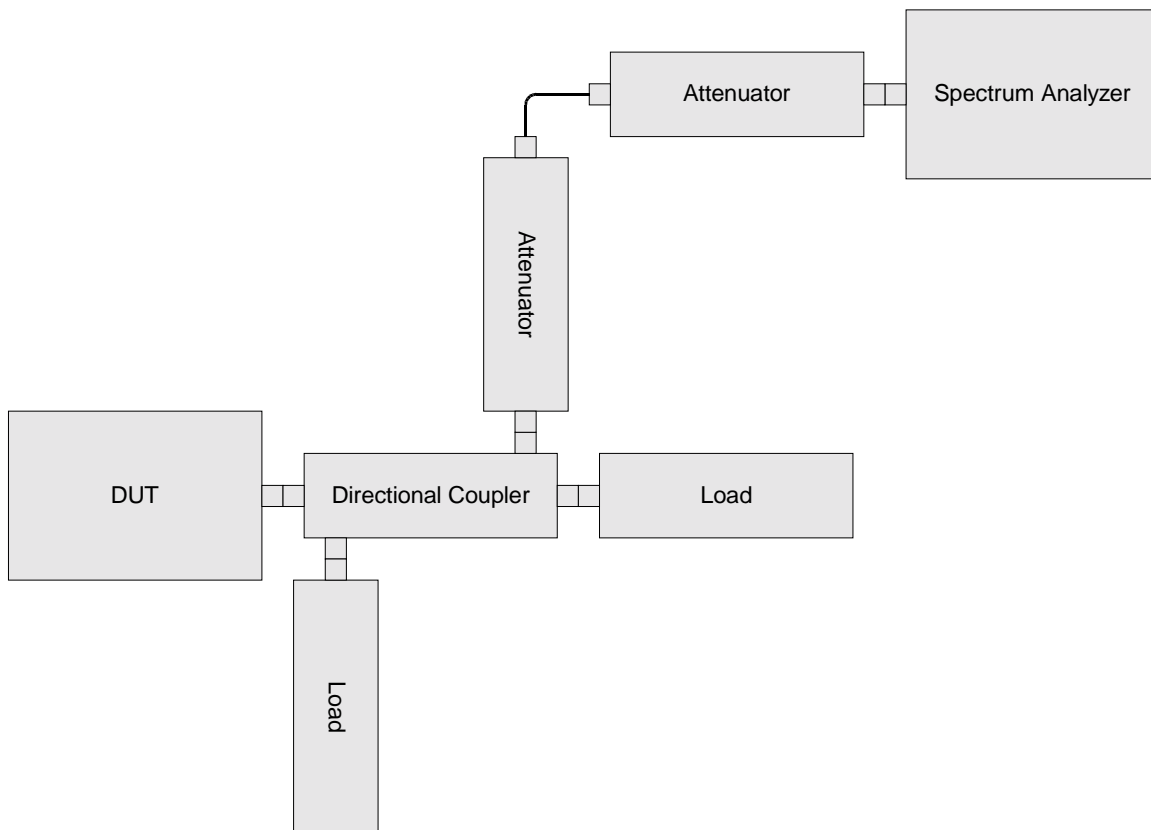 Attenuator
Spectrum Analyzer
Attenuator
DUT
Directional Coupler
Load
Load